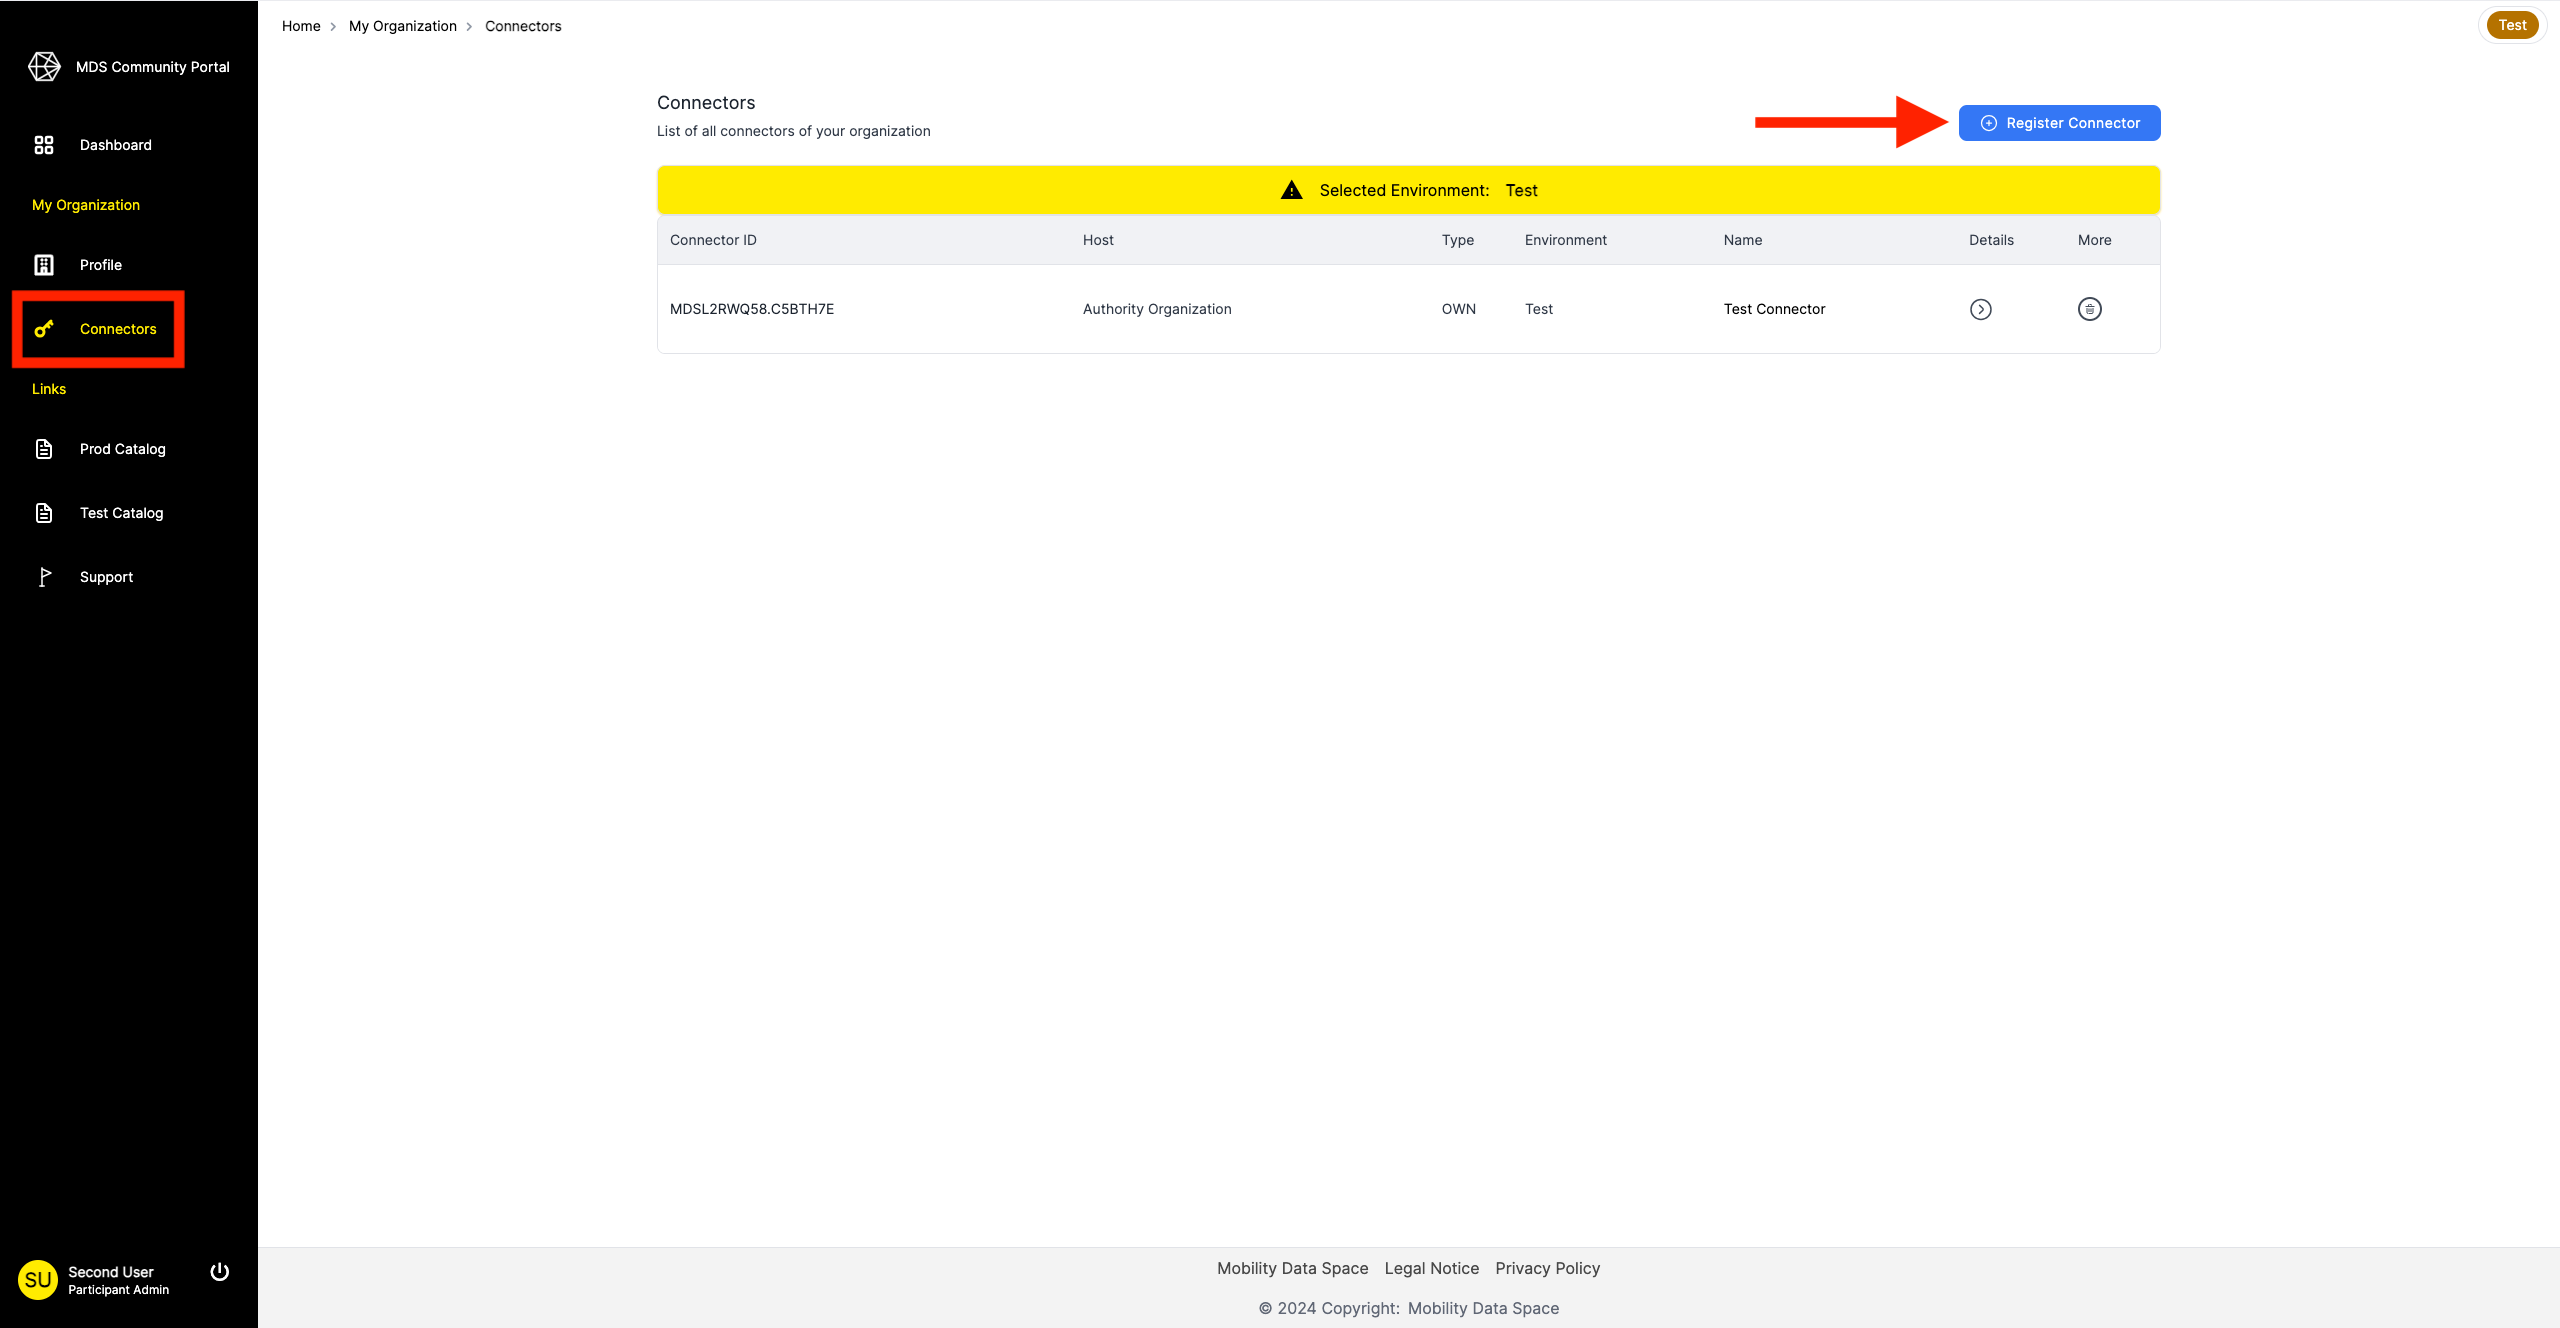 Home > My Organization > Connectors
Test
MDS Community Portal
Dashboard
My Organization
Profile
Connectors
Links
Prod Catalog
Test Catalog
Support
Second User
Participant Admin
SU
Connectors
List of all connectors of your organization
Register Connector
Selected Environment: Test
Connector ID Host Type Environment Name Details More
MDSL2RWQ58.C5BTH7E Authority Organization OWN Test Test Connector
Mobility Data Space Legal Notice Privacy Policy
© 2024 Copyright: Mobility Data Space